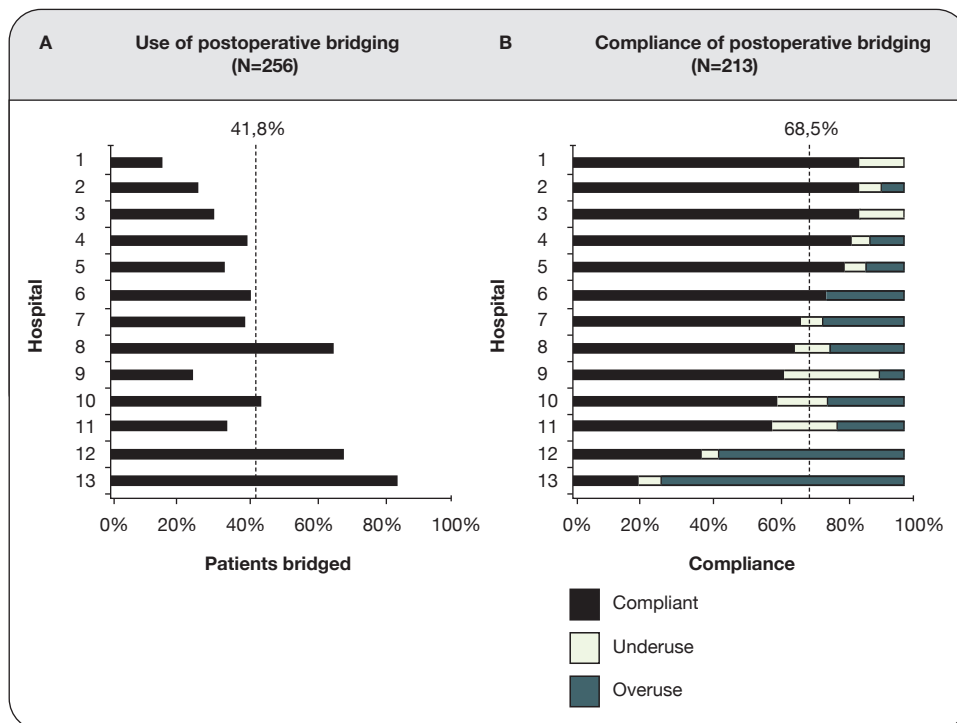 A Use of postoperative bridging
(N=256)
B Compliance of postoperative bridging
(N=213)
41,8%
Hospital
1
2
3
4
5
6
7
8
9
10
11
12
13
0% 20% 40% 60% 80% 100%
Patients bridged
68,5%
Hospital
1
2
3
4
5
6
7
8
9
10
11
12
13
0% 20% 40% 60% 80% 100%
Compliance
Compliant
Underuse
Overuse